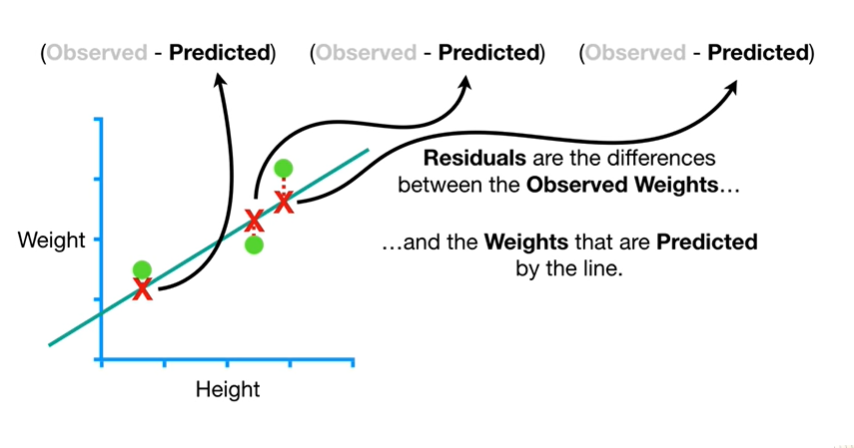 (Observed - Predicted) (Observed - Predicted) (Observed - Predicted)
Residuals are the differences
between the Observed Weights...
Weight
...and the Weights that are Predicted
by the line.
Height